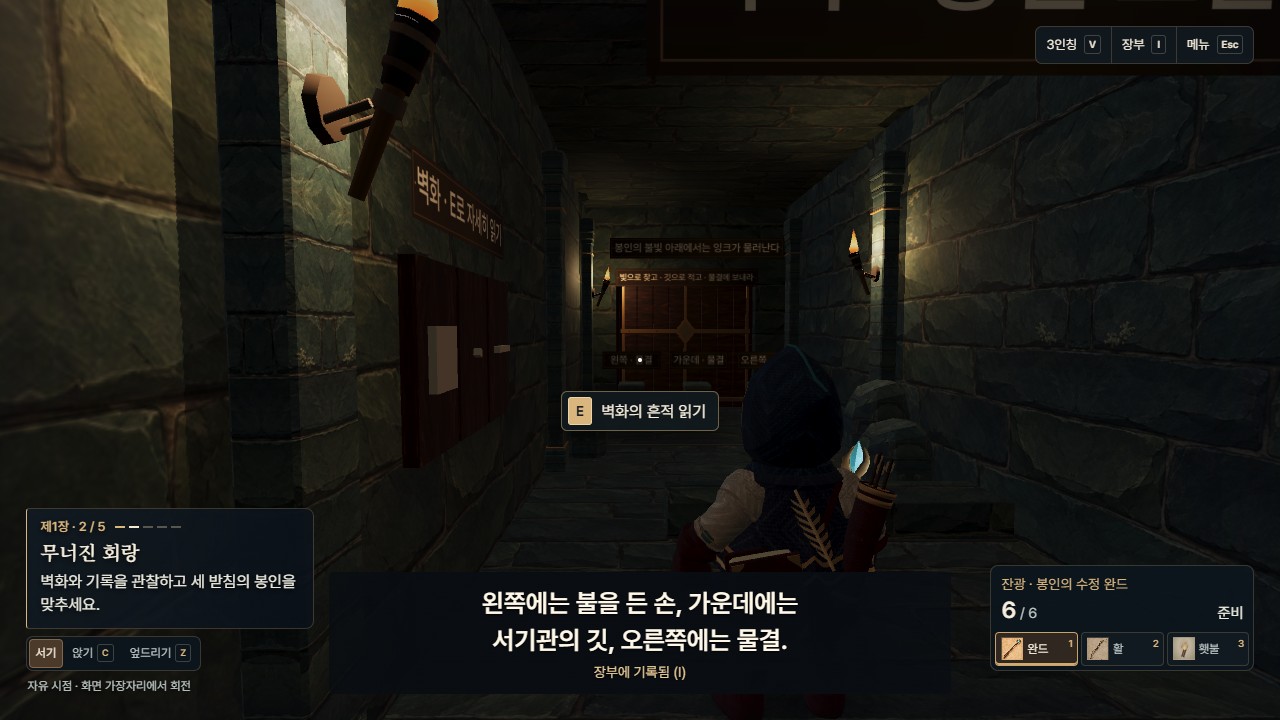 3인칭 V 장부 I 메뉴 Esc
벽화 · E로 자세히 읽기
봉인의 불빛 아래에서는 잉크가 물러난다
빛으로 찾고 · 깃으로 적고 · 물결에 보내라
왼쪽 · 결 가운데 · 물결 오른쪽
E 벽화의 흔적 읽기
제1장 · 2 / 5
무너진 회랑
벽화와 기록을 관찰하고 세 받침의 봉인을
맞추세요.
서기 앉기 C 엎드리기 Z
자유 시점 · 화면 가장자리에서 회전
왼쪽에는 불을 든 손, 가운데에는
서기관의 깃, 오른쪽에는 물결.
장부에 기록됨 (I)
잔광 · 봉인의 수정 완드
6 / 6 준비
완드 1 활 2 횃불 3